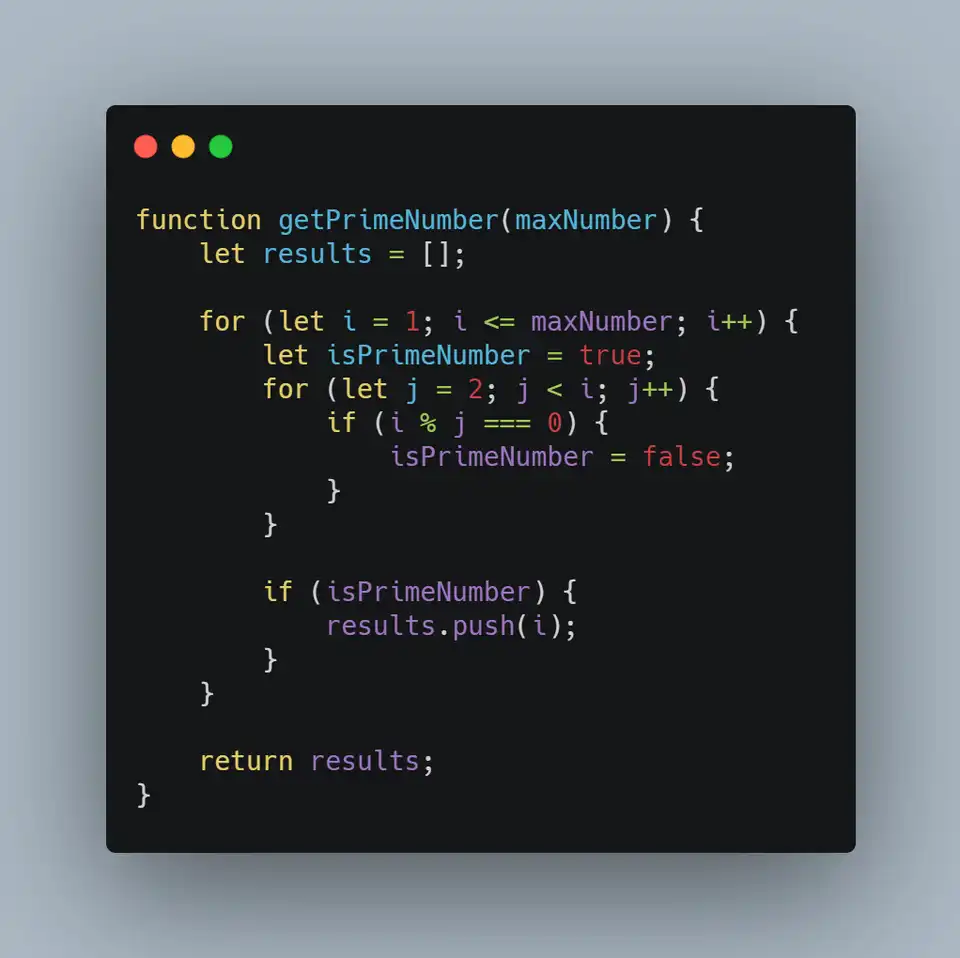 function getPrimeNumber(maxNumber) {
    let results = [];

    for (let i = 1; i <= maxNumber; i++) {
        let isPrimeNumber = true;
        for (let j = 2; j < i; j++) {
            if (i % j === 0) {
                isPrimeNumber = false;
            }
        }

        if (isPrimeNumber) {
            results.push(i);
        }
    }

    return results;
}